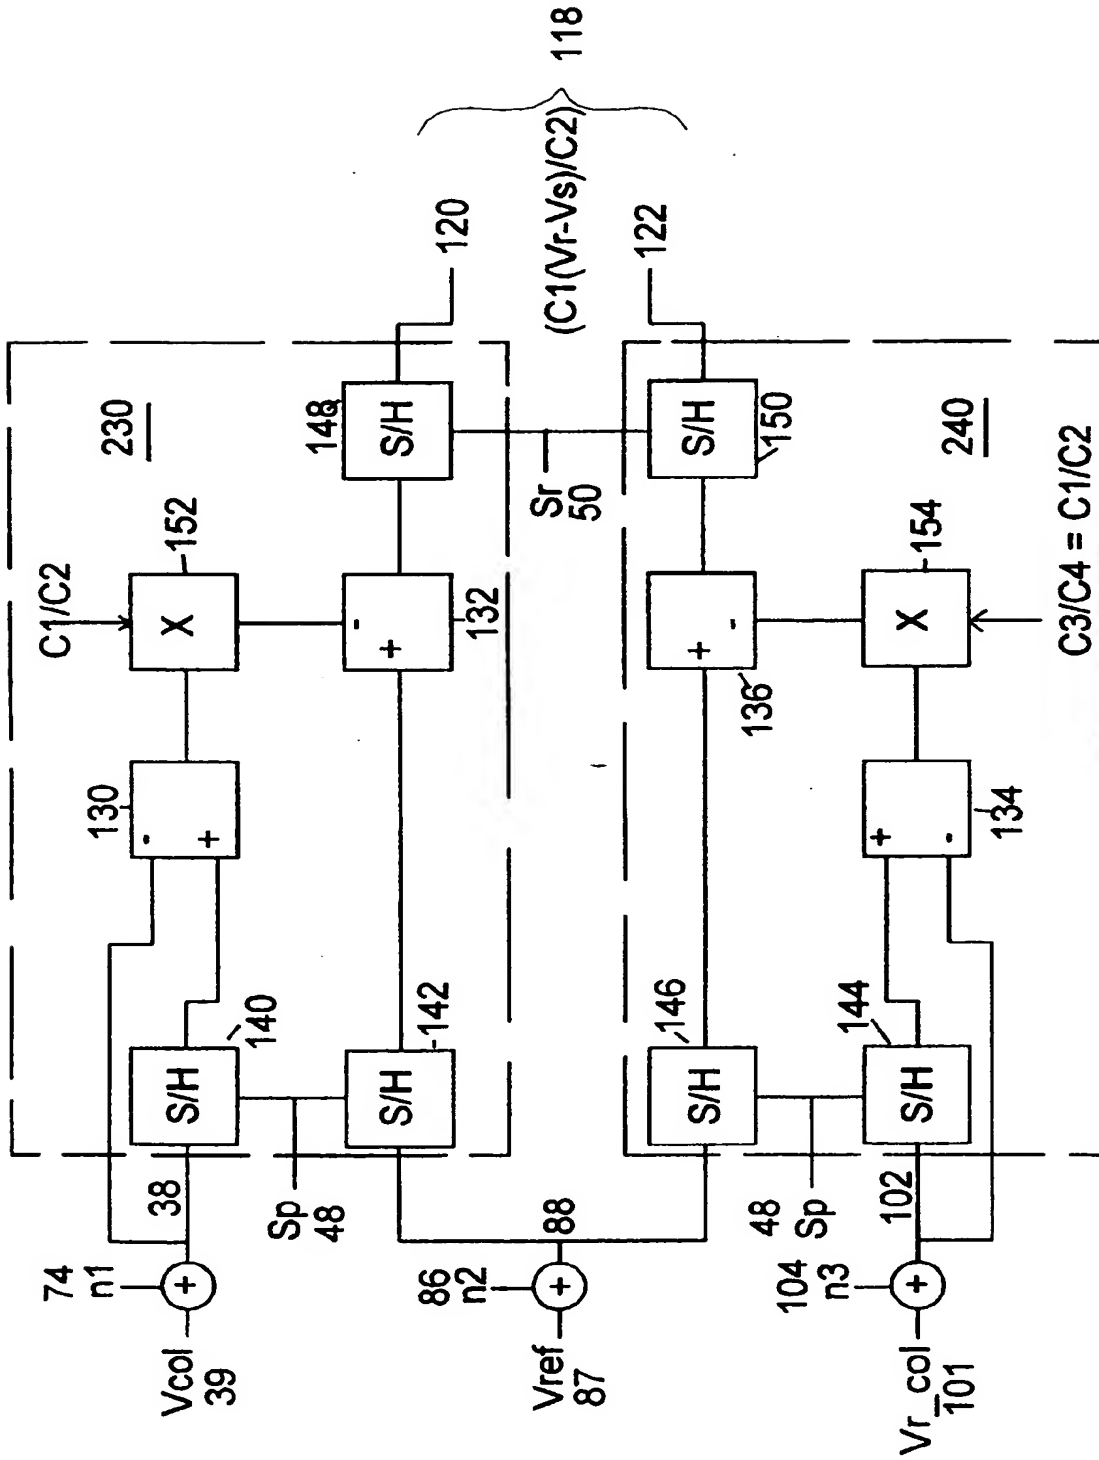 C1/C2
152
X
230
130
-
+
148
S/H
120
140
S/H
38
74
n1
+
Vcol
39
-
+
132
142
S/H
Sp
48
Sr
50
(C1(Vr-Vs)/C2)
118
86
n2
+
88
Vref
87
122
S/H
150
+
-
136
146
S/H
48
Sp
240
154
X
C3/C4 = C1/C2
+
-
134
144
S/H
102
104
n3
+
Vr_col
101